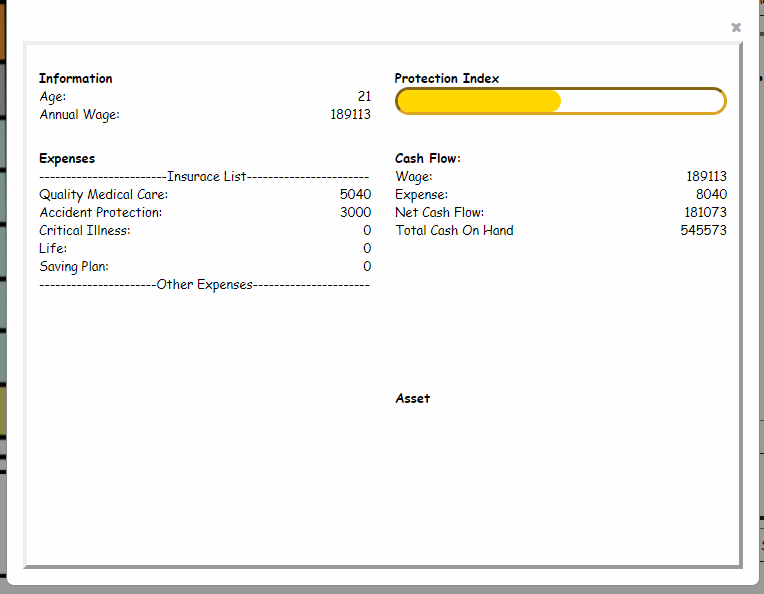 Information
Age: 21
Annual Wage: 189113
Protection Index
Expenses
------------------------Insurace List-----------------------
Quality Medical Care: 5040
Accident Protection: 3000
Critical Illness: 0
Life: 0
Saving Plan: 0
----------------------Other Expenses----------------------
Cash Flow:
Wage: 189113
Expense: 8040
Net Cash Flow: 181073
Total Cash On Hand 545573
Asset